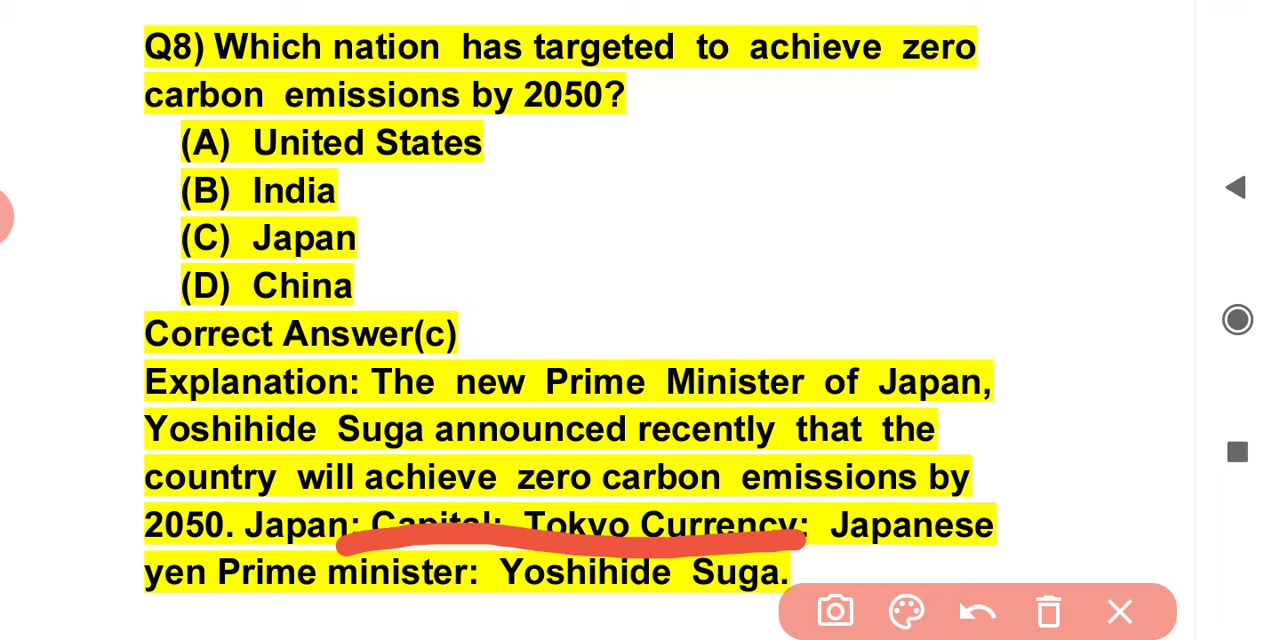 Q8) Which nation has targeted to achieve zero
carbon emissions by 2050?
(A) United States
(B) India
(C) Japan
(D) China
Correct Answer(c)
Explanation: The new Prime Minister of Japan,
Yoshihide Suga announced recently that the
country will achieve zero carbon emissions by
2050. Japan: Capital: Tokyo Currency: Japanese
yen Prime minister: Yoshihide Suga.